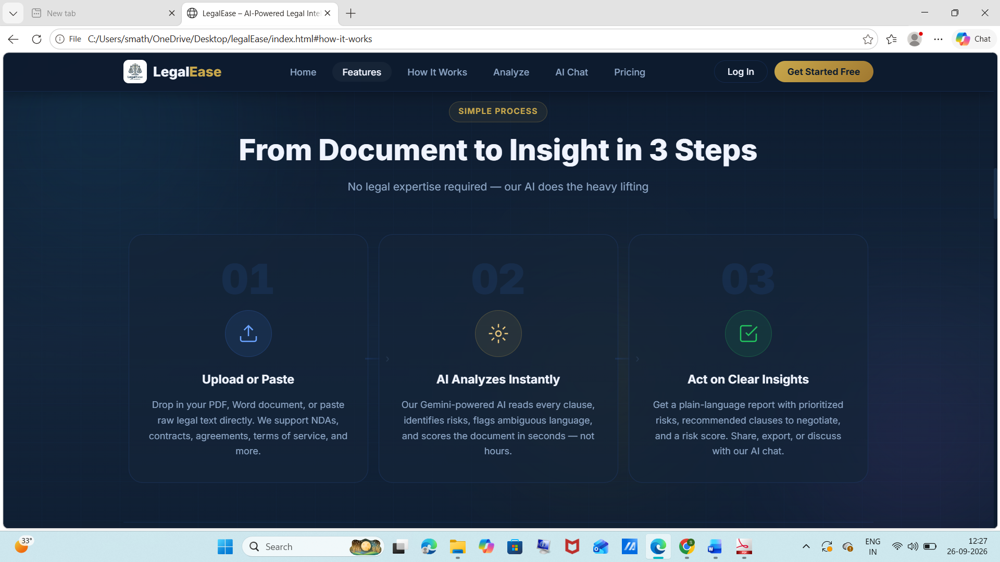 New tab
LegalEase – AI-Powered Legal Inte
File C:/Users/smath/OneDrive/Desktop/legalEase/index.html#how-it-works
Chat
LegalEase
LegalEase
Home Features How It Works Analyze AI Chat Pricing
Log In Get Started Free
SIMPLE PROCESS
From Document to Insight in 3 Steps
No legal expertise required — our AI does the heavy lifting
01
Upload or Paste
Drop in your PDF, Word document, or paste
raw legal text directly. We support NDAs,
contracts, agreements, terms of service, and
more.
02
AI Analyzes Instantly
Our Gemini-powered AI reads every clause,
identifies risks, flags ambiguous language,
and scores the document in seconds — not
hours.
03
Act on Clear Insights
Get a plain-language report with prioritized
risks, recommended clauses to negotiate,
and a risk score. Share, export, or discuss
with our AI chat.
33°
Search
ENG
IN
12:27
26-09-2026